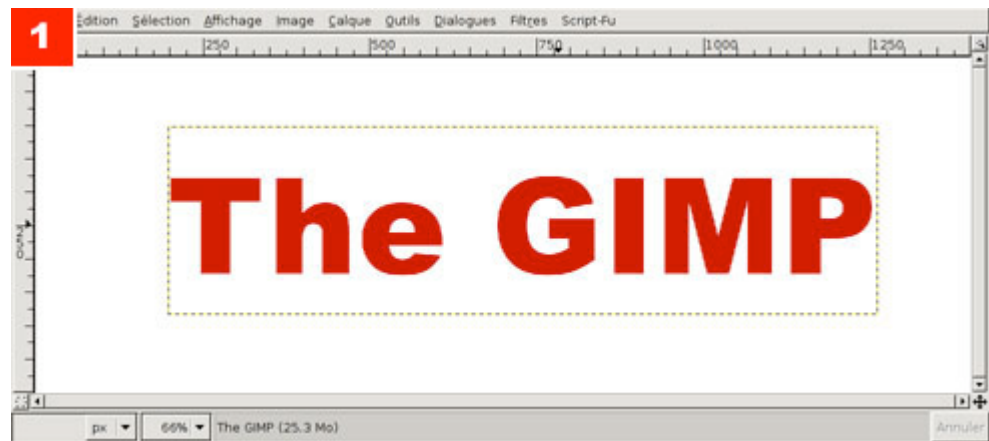 1 Edition Sélection Affichage Image Calque Outils Dialogues Filtres Script-Fu
250 500 750 1000 1250
250
The GIMP
px 66% The GIMP (25.3 Mo) Annuler